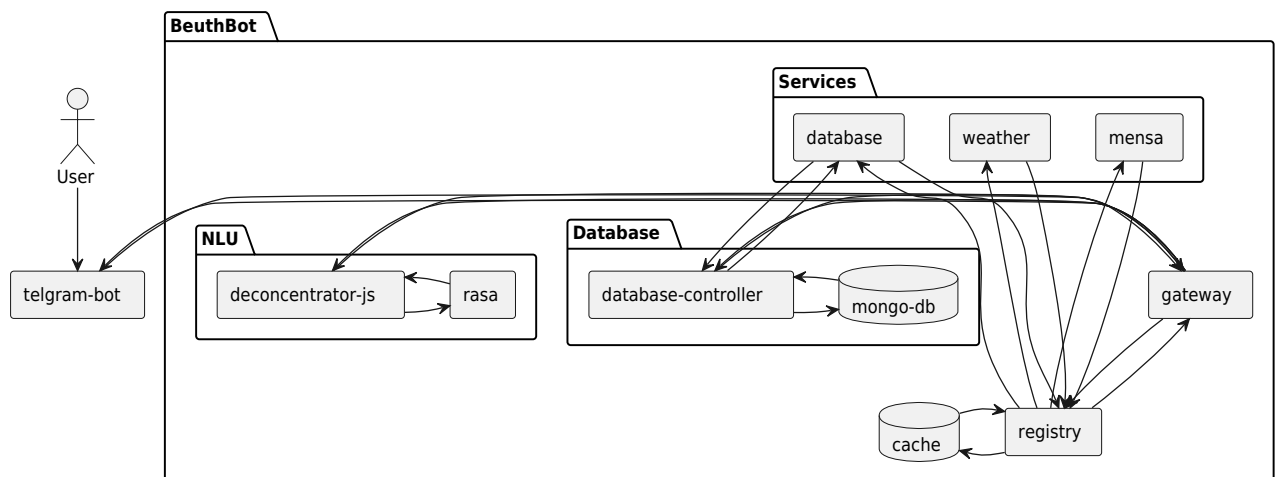 BeuthBot
Services
database
weather
mensa
User
NLU
Database
telgram-bot
deconcentrator-js
rasa
database-controller
mongo-db
gateway
cache
registry